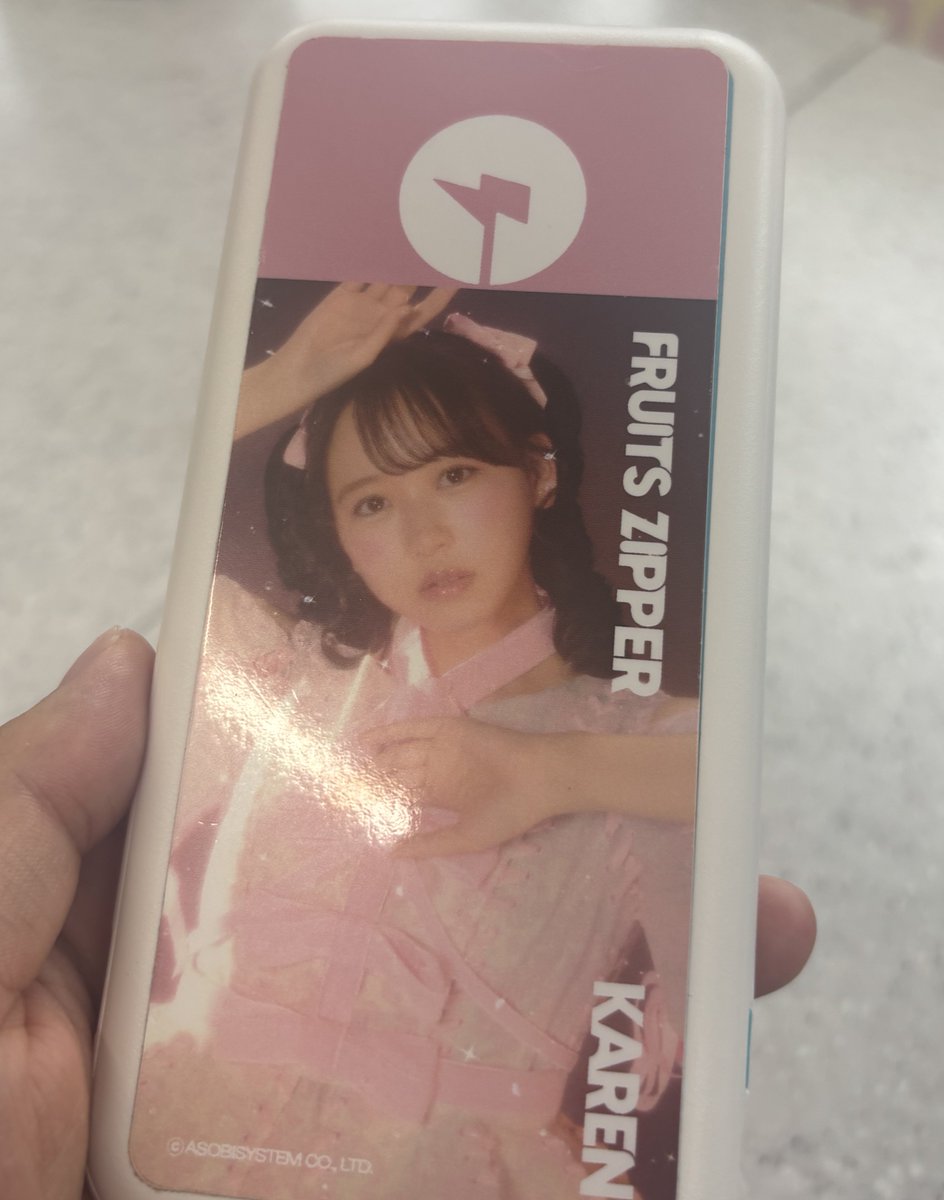 FRUITS ZIPPER
KAREN
©ASOBISYSTEM CO., LTD.